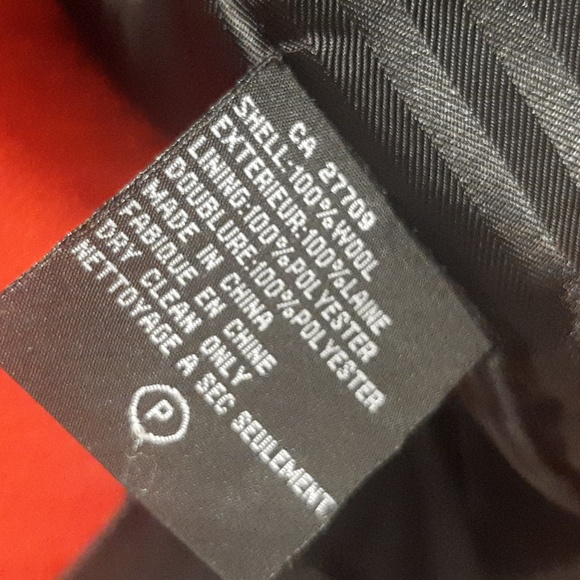 CA 27769
SHELL:100%WOOL
EXTERIEUR:100%LAINE
LINING:100%POLYESTER
DOUBLURE:100%POLYESTER
MADE IN CHINA
FABIQUE EN CHINE
DRY CLEAN ONLY
NETTOYAGE A SEC SEULEMENT
P